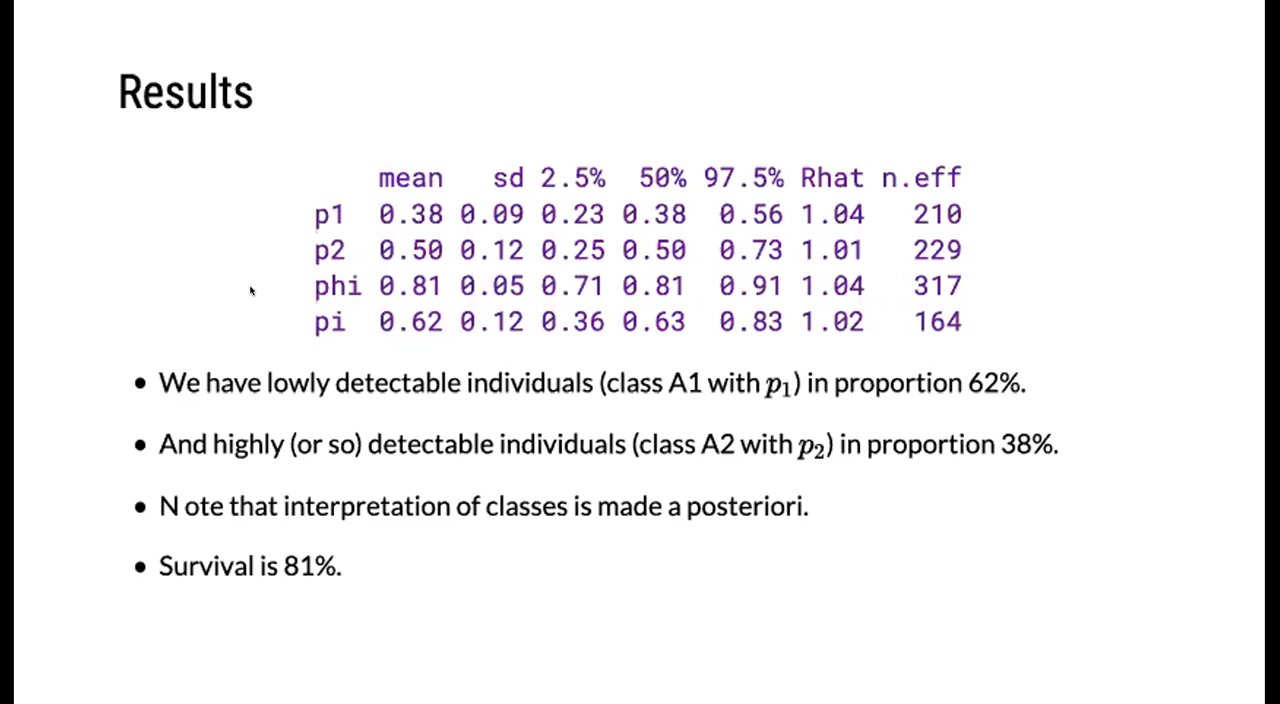 Results
mean sd 2.5% 50% 97.5% Rhat n.eff
p1 0.38 0.09 0.23 0.38 0.56 1.04 210
p2 0.50 0.12 0.25 0.50 0.73 1.01 229
phi 0.81 0.05 0.71 0.81 0.91 1.04 317
pi 0.62 0.12 0.36 0.63 0.83 1.02 164
• We have lowly detectable individuals (class A1 with p₁) in proportion 62%.
• And highly (or so) detectable individuals (class A2 with p₂) in proportion 38%.
• N ote that interpretation of classes is made a posteriori.
• Survival is 81%.